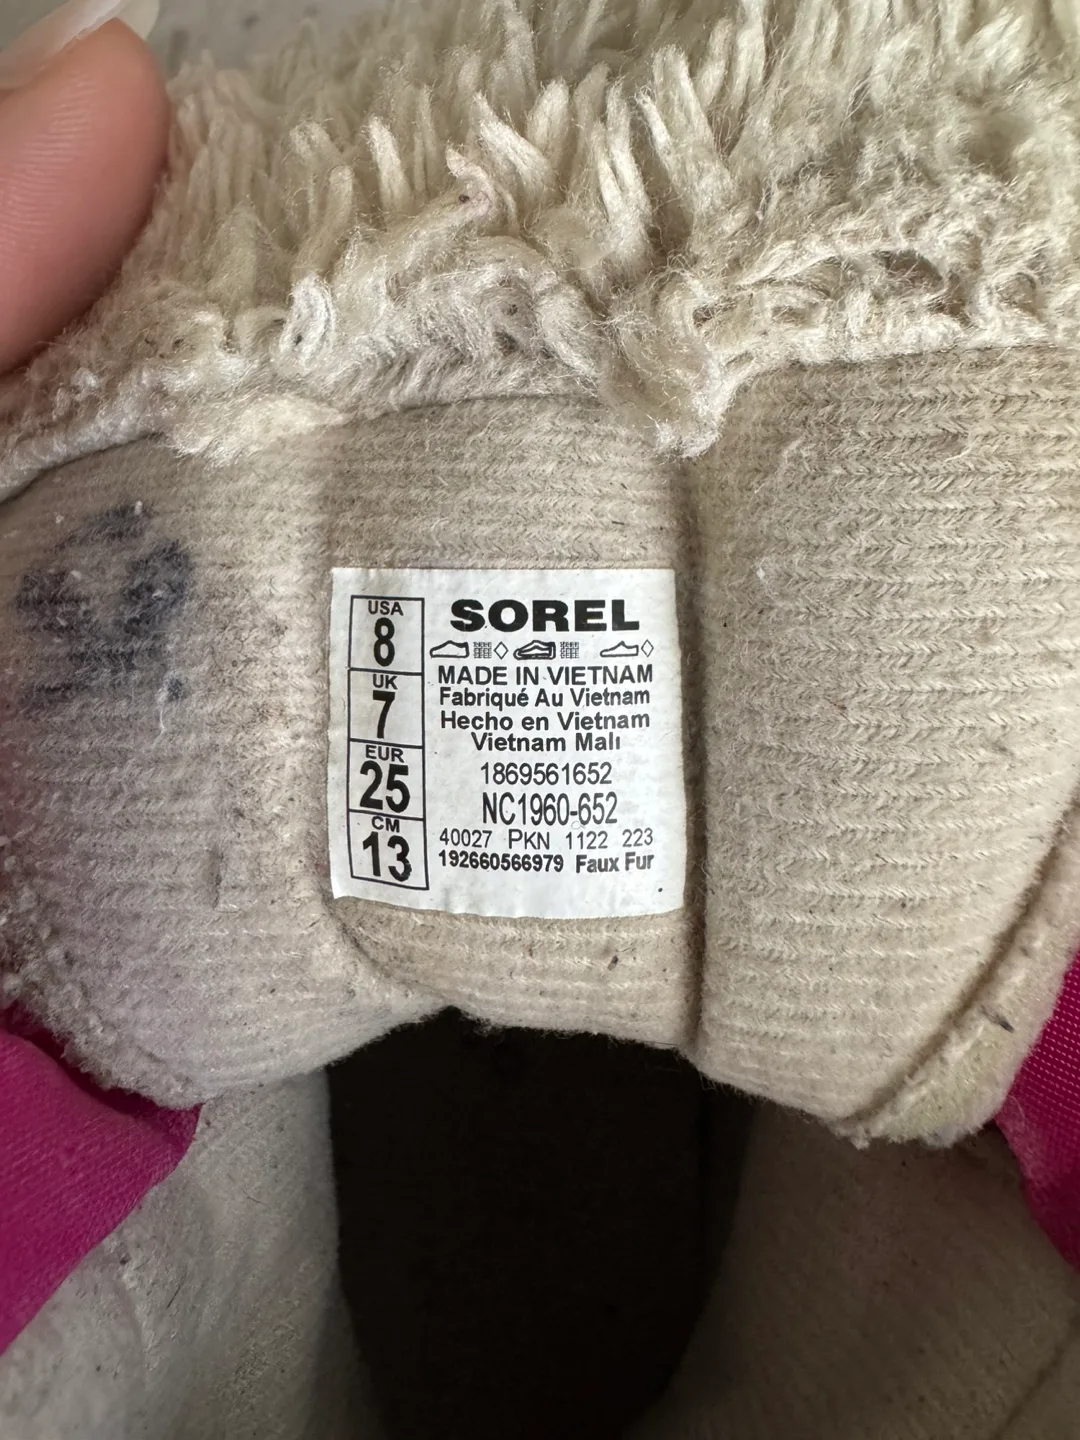 USA
8
UK
7
EUR
25
CM
13
SOREL
MADE IN VIETNAM
Fabriqué Au Vietnam
Hecho en Vietnam
Vietnam Malı
1869561652
NC1960-652
40027 PKN 1122 223
192660566979 Faux Fur